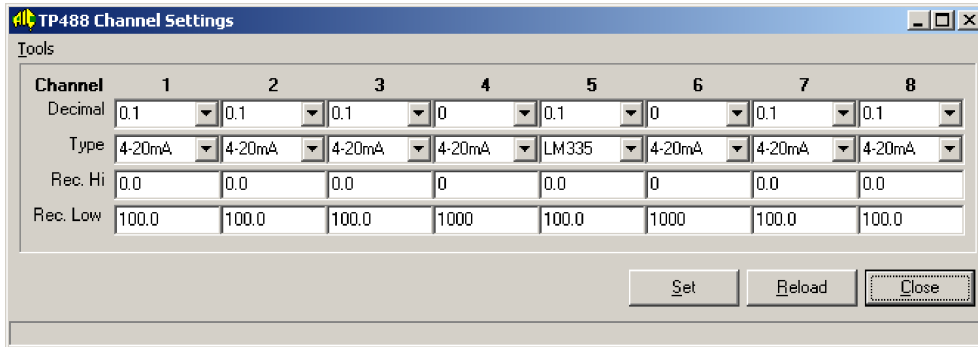 AIC TP488 Channel Settings
Tools
Channel 1 2 3 4 5 6 7 8
Decimal 0.1 0.1 0.1 0 0.1 0 0.1 0.1
Type 4-20mA 4-20mA 4-20mA 4-20mA LM335 4-20mA 4-20mA 4-20mA
Rec. Hi 0.0 0.0 0.0 0 0.0 0 0.0 0.0
Rec. Low 100.0 100.0 100.0 1000 100.0 1000 100.0 100.0
Set Reload Close